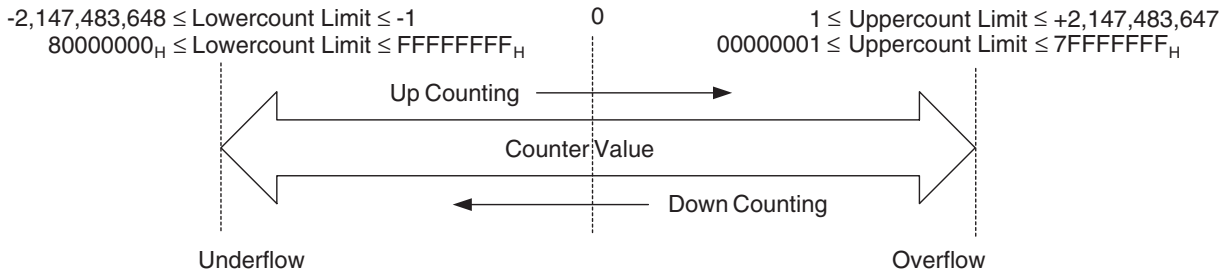 -2,147,483,648 ≤ Lowercount Limit ≤ -1
80000000H ≤ Lowercount Limit ≤ FFFFFFFFH
0
1 ≤ Uppercount Limit ≤ +2,147,483,647
00000001 ≤ Uppercount Limit ≤ 7FFFFFFFH
Up Counting
Counter Value
Down Counting
Underflow
Overflow